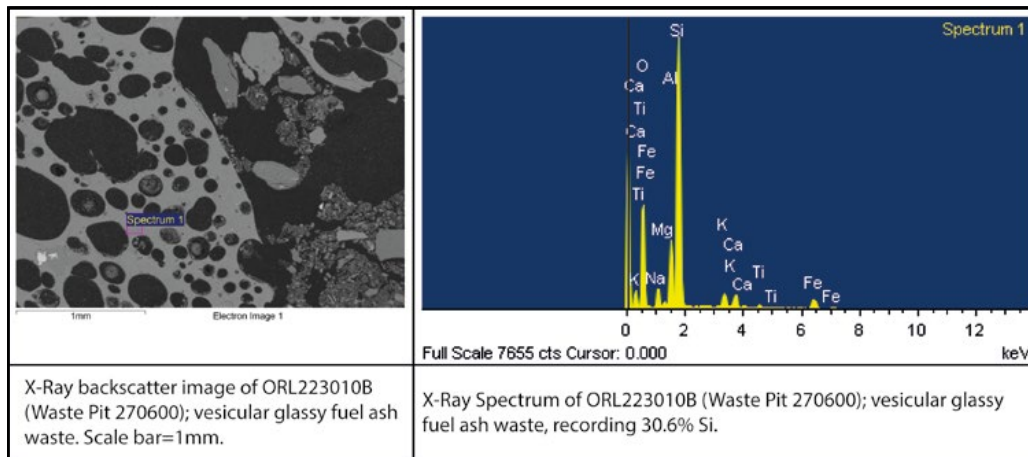 Spectrum 1
1mm
Electron Image 1
Spectrum 1
Si
O
Ca
Al
Ti
Ca
Fe
Fe
Ti
Mg
K
Na
K
Ca
K
Ca
Ti
Ti
Fe
Fe
0 2 4 6 8 10 12
Full Scale 7655 cts Cursor: 0.000
keV
X-Ray backscatter image of ORL223010B
(Waste Pit 270600); vesicular glassy fuel ash
waste. Scale bar=1mm.
X-Ray Spectrum of ORL223010B (Waste Pit 270600); vesicular glassy
fuel ash waste, recording 30.6% Si.